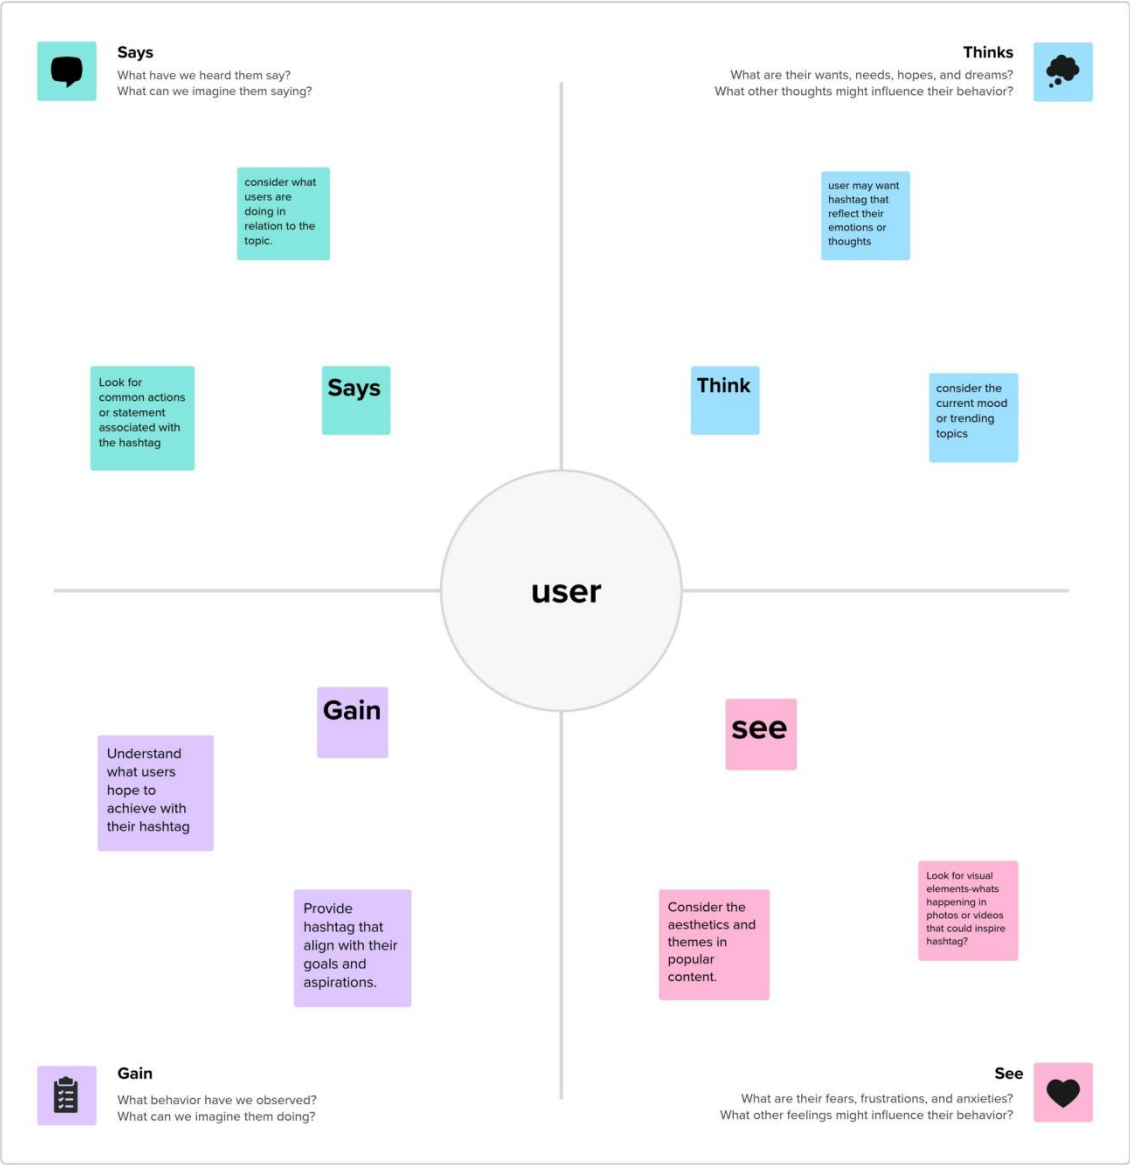 Says
What have we heard them say?
What can we imagine them saying?
Thinks
What are their wants, needs, hopes, and dreams?
What other thoughts might influence their behavior?
consider what
users are
doing in
relation to the
topic.
user may want
hashtag that
reflect their
emotions or
thoughts
Look for
common actions
or statement
associated with
the hashtag
Says
Think
consider the
current mood
or trending
topics
user
Gain
see
Understand
what users
hope to
achieve with
their hashtag
Provide
hashtag that
align with their
goals and
aspirations.
Consider the
aesthetics and
themes in
popular
content.
Look for visual
elements-whats
happening in
photos or videos
that could inspire
hashtag?
Gain
What behavior have we observed?
What can we imagine them doing?
See
What are their fears, frustrations, and anxieties?
What other feelings might influence their behavior?